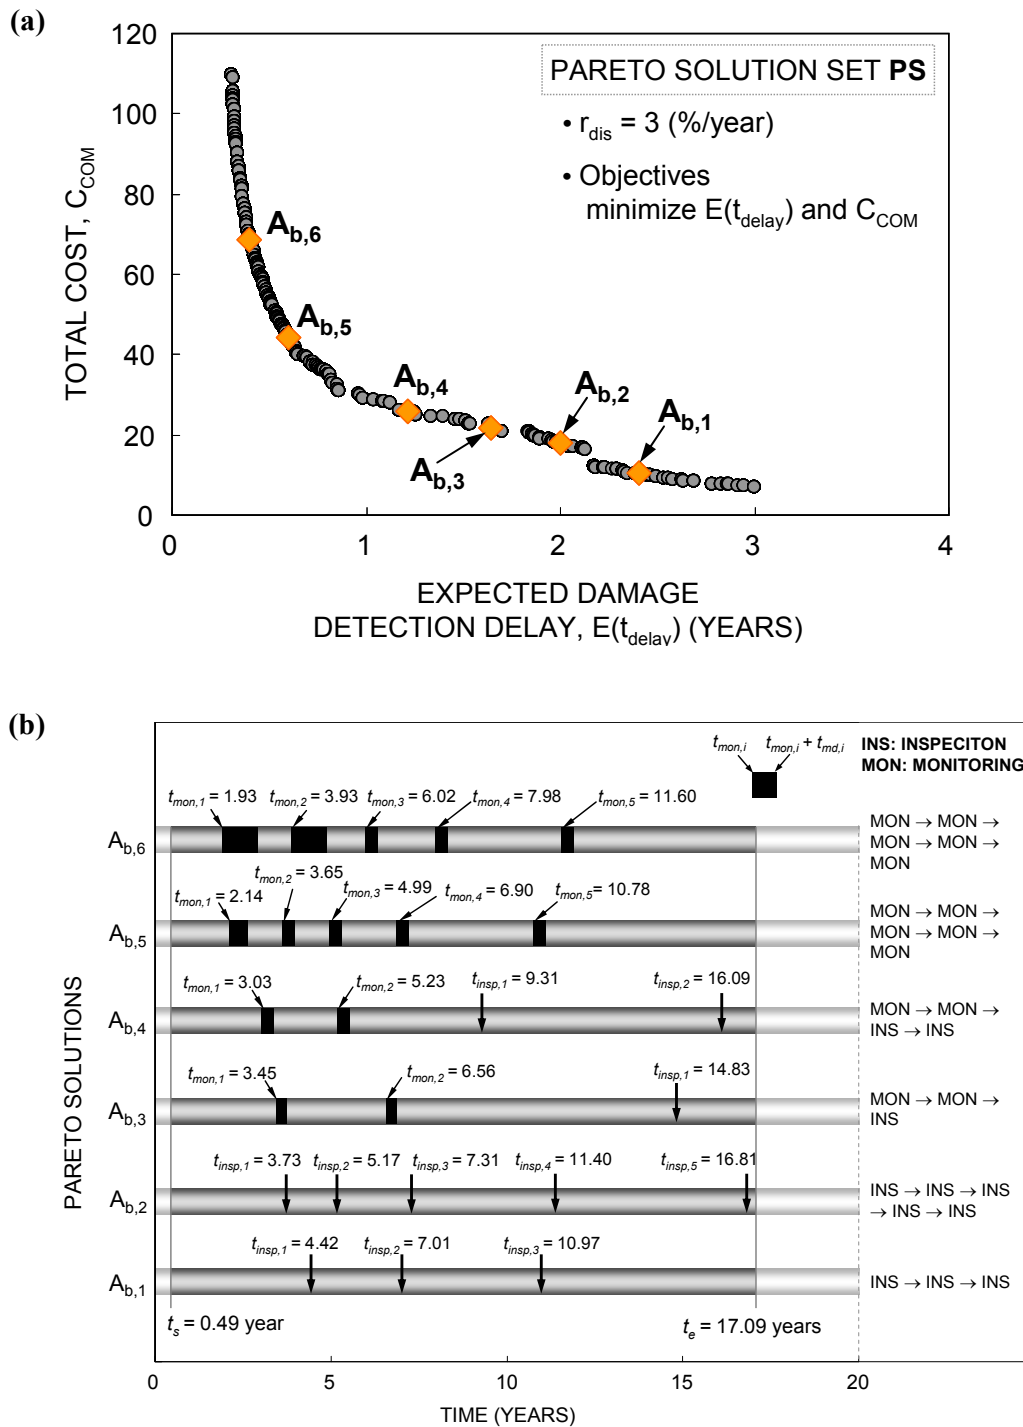 (a)
120
100
80
60
40
20
0
TOTAL COST, C_COM
PARETO SOLUTION SET PS
• r_dis = 3 (%/year)
• Objectives
minimize E(t_delay) and C_COM
A_b,6
A_b,5
A_b,4
A_b,3
A_b,2
A_b,1
0 1 2 3 4
EXPECTED DAMAGE
DETECTION DELAY, E(t_delay) (YEARS)
(b)
t_mon,i t_mon,i + t_md,i
INS: INSPECITON
MON: MONITORING
PARETO SOLUTIONS
t_mon,1 = 1.93 t_mon,2 = 3.93 t_mon,3 = 6.02 t_mon,4 = 7.98 t_mon,5 = 11.60
A_b,6
MON → MON →
MON → MON →
MON
t_mon,1 = 2.14 t_mon,2 = 3.65 t_mon,3 = 4.99 t_mon,4 = 6.90 t_mon,5 = 10.78
A_b,5
MON → MON →
MON → MON →
MON
t_mon,1 = 3.03 t_mon,2 = 5.23 t_insp,1 = 9.31 t_insp,2 = 16.09
A_b,4
MON → MON →
INS → INS
t_mon,1 = 3.45 t_mon,2 = 6.56 t_insp,1 = 14.83
A_b,3
MON → MON →
INS
t_insp,1 = 3.73 t_insp,2 = 5.17 t_insp,3 = 7.31 t_insp,4 = 11.40 t_insp,5 = 16.81
A_b,2
INS → INS → INS
→ INS → INS
t_insp,1 = 4.42 t_insp,2 = 7.01 t_insp,3 = 10.97
A_b,1
INS → INS → INS
t_s = 0.49 year
t_e = 17.09 years
0 5 10 15 20
TIME (YEARS)